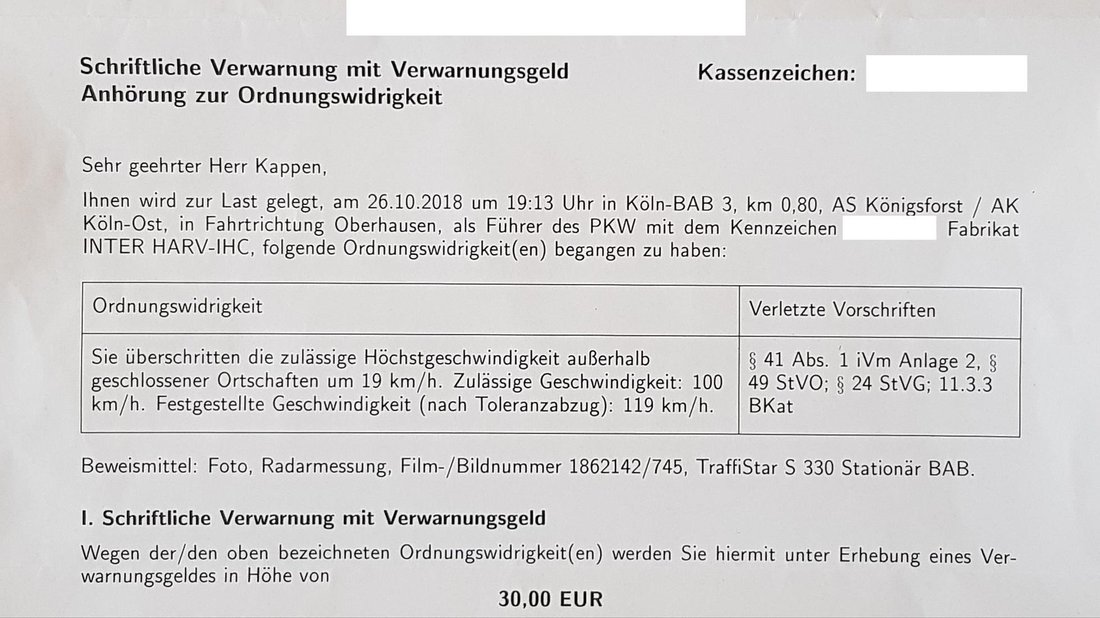 Schriftliche Verwarnung mit Verwarnungsgeld
Kassenzeichen:
Anhörung zur Ordnungswidrigkeit
Sehr geehrter Herr Kappen,
Ihnen wird zur Last gelegt, am 26.10.2018 um 19:13 Uhr in Köln-BAB 3, km 0,80, AS Königsforst / AK
Köln-Ost, in Fahrtrichtung Oberhausen, als Führer des PKW mit dem Kennzeichen Fabrikat
INTER HARV-IHC, folgende Ordnungswidrigkeit(en) begangen zu haben:
Ordnungswidrigkeit
Verletzte Vorschriften
Sie überschritten die zulässige Höchstgeschwindigkeit außerhalb
geschlossener Ortschaften um 19 km/h. Zulässige Geschwindigkeit: 100
km/h. Festgestellte Geschwindigkeit (nach Toleranzabzug): 119 km/h.
§ 41 Abs. 1 iVm Anlage 2, §
49 StVO; § 24 StVG; 11.3.3
BKat
Beweismittel: Foto, Radarmessung, Film-/Bildnummer 1862142/745, TraffiStar S 330 Stationär BAB.
I. Schriftliche Verwarnung mit Verwarnungsgeld
Wegen der/den oben bezeichneten Ordnungswidrigkeit(en) werden Sie hiermit unter Erhebung eines Ver-
warnungsgeldes in Höhe von
30,00 EUR